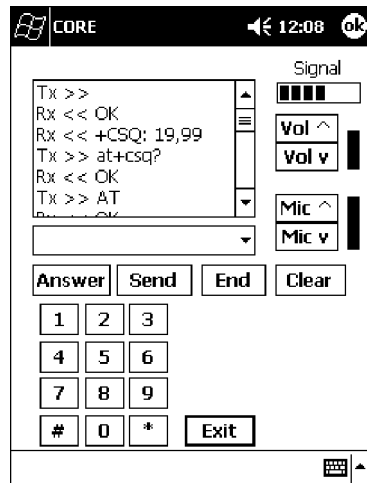 CORE 12:08 ok
Signal
Tx >>
Rx << OK
Rx << +CSQ: 19,99
Tx >> at+csq?
Rx << OK
Tx >> AT
Rx << OK
Vol ^
Vol v
Mic ^
Mic v
Answer Send End Clear
1 2 3
4 5 6
7 8 9
# 0 *
Exit